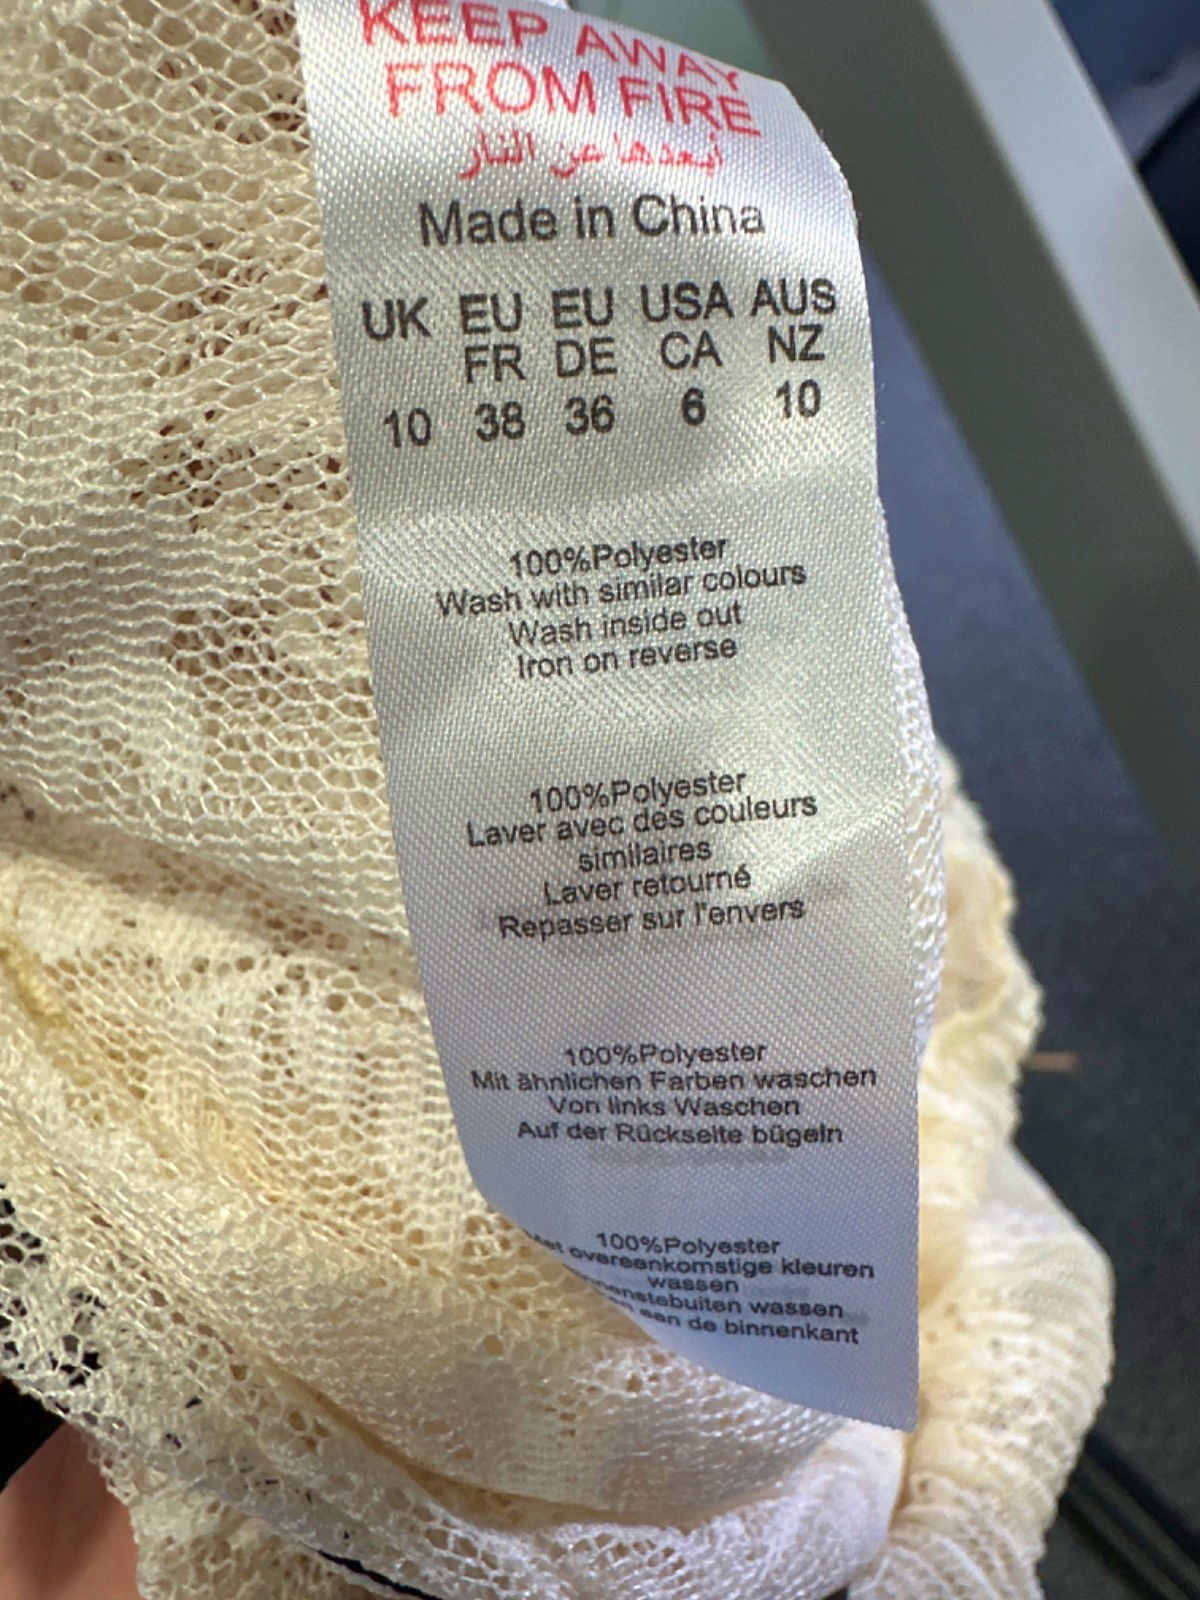 KEEP AWAY
FROM FIRE
أبعدها عن النار
Made in China
UK EU EU USA AUS
FR DE CA NZ
10 38 36 6 10
100%Polyester
Wash with similar colours
Wash inside out
Iron on reverse
100%Polyester
Laver avec des couleurs
similaires
Laver retourné
Repasser sur l'envers
100%Polyester
Mit ähnlichen Farben waschen
Von links Waschen
Auf der Rückseite bügeln
100%Polyester
overeenkomstige kleuren
wassen
wassen
aan de binnenkant